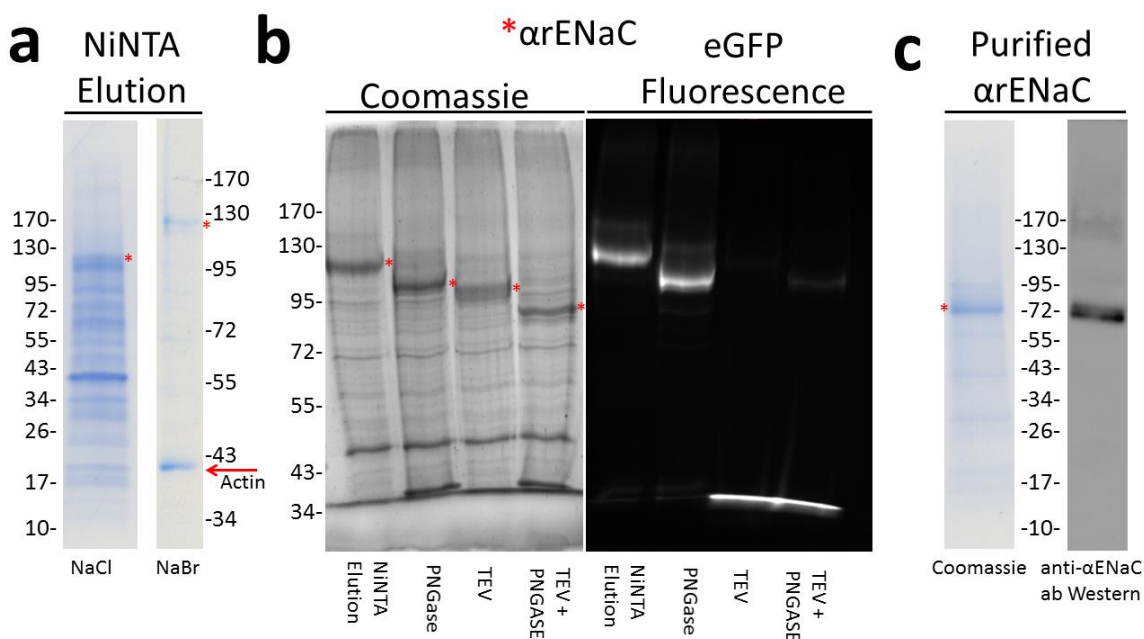 a
NiNTA
Elution
170-
130-
95-
72-
55-
43-
34-
26-
17-
10-
*
*
-170
-130
-95
-72
-55
-43
Actin
-34
NaCl
NaBr
b
*αrENaC
Coomassie
eGFP
Fluorescence
170-
130-
95-
72-
55-
43-
34-
*
*
*
*
NiNTA
Elution
PNGase
TEV
TEV +
PNGASE
NiNTA
Elution
PNGase
TEV
TEV +
PNGASE
c
Purified
αrENaC
*
-170-
-130-
-95-
-72-
-55-
-43-
-34-
-26-
-17-
-10-
Coomassie
anti-αENaC
ab Western